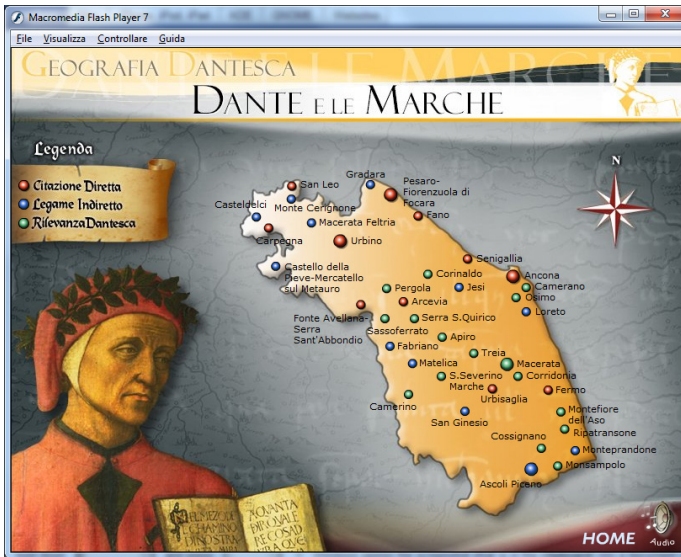 Macromedia Flash Player 7
File Visualizza Controllare Guida
GEOGRAFIA DANTESCA
DANTE E LE MARCHE
DANTE E LE MARCHE
Legenda
Citazione Diretta
Legame Indiretto
Rilevanza Dantesca
N
San Leo
Gradara
Pesaro-
Fiorenzuola di
Focara
Casteldelci
Monte Cerignone
Macerata Feltria
Fano
Carpegna
Urbino
Senigallia
Castello della
Pieve-Mercatello
sul Metauro
Corinaldo
Ancona
Pergola
Jesi
Camerano
Osimo
Arcevia
Loreto
Fonte Avellana-
Serra
Sant'Abbondio
Sassoferrato
Serra S.Quirico
Apiro
Fabriano
Treia
Matelica
Macerata
S.Severino
Marche
Corridonia
Urbisaglia
Fermo
Camerino
San Ginesio
Montefiore
dell'Aso
Ripatransone
Cossignano
Monteprandone
Monsampolo
Ascoli Piceno
HOME
Audio